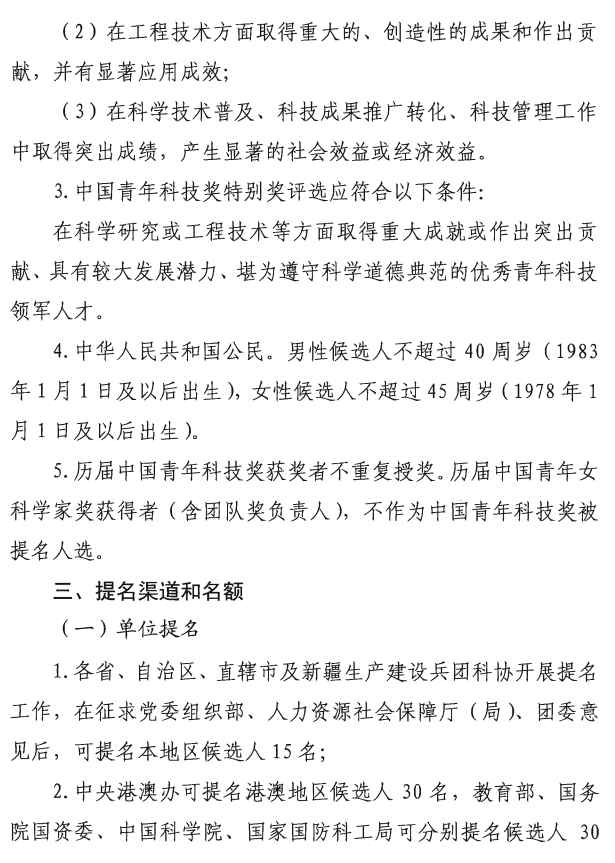 （2）在工程技术方面取得重大的、创造性的成果和作出贡
献，并有显著应用成效；
（3）在科学技术普及、科技成果推广转化、科技管理工作
中取得突出成绩，产生显著的社会效益或经济效益。
3.中国青年科技奖特别奖评选应符合以下条件：
在科学研究或工程技术等方面取得重大成就或作出突出贡
献、具有较大发展潜力、堪为遵守科学道德典范的优秀青年科技
领军人才。
4.中华人民共和国公民。男性候选人不超过 40 周岁（1983
年 1 月 1 日及以后出生），女性候选人不超过 45 周岁（1978 年 1
月 1 日及以后出生）。
5.历届中国青年科技奖获奖者不重复授奖。历届中国青年女
科学家奖获得者（含团队奖负责人），不作为中国青年科技奖被
提名人选。
三、提名渠道和名额
（一）单位提名
1.各省、自治区、直辖市及新疆生产建设兵团科协开展提名
工作，在征求党委组织部、人力资源社会保障厅（局）、团委意
见后，可提名本地区候选人 15 名；
2.中央港澳办可提名港澳地区候选人 30 名，教育部、国务
院国资委、中国科学院、国家国防科工局可分别提名候选人 30